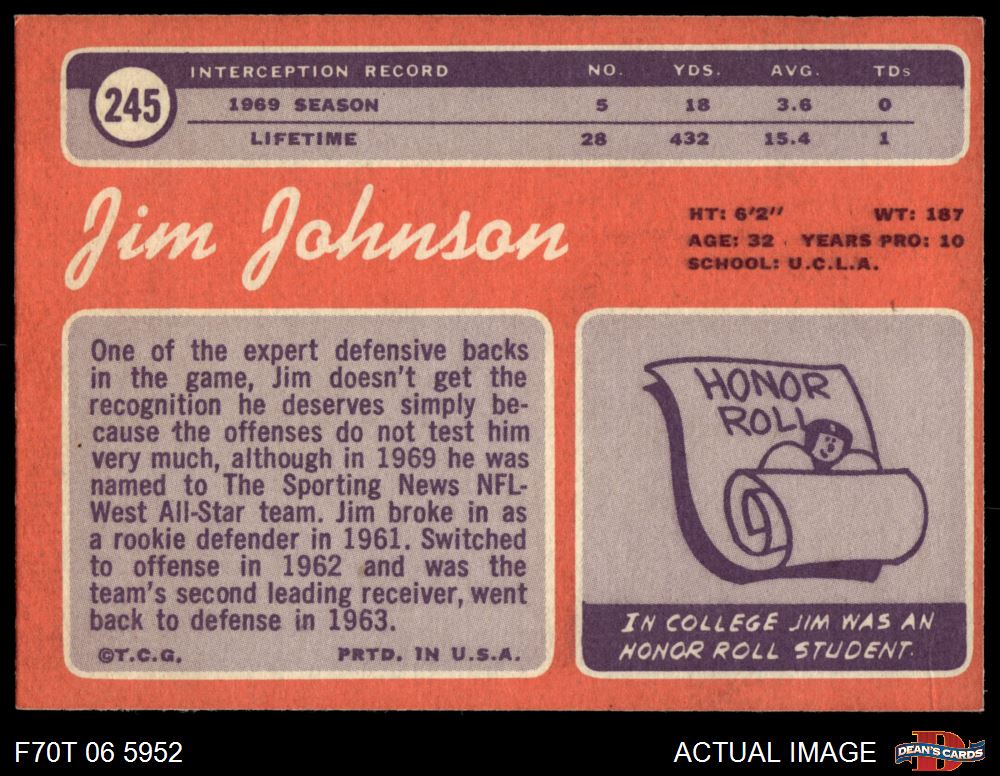 245
INTERCEPTION RECORD NO. YDS. AVG. TDs
1969 SEASON 5 18 3.6 0
LIFETIME 28 432 15.4 1
Jim Johnson
HT: 6'2" WT: 187
AGE: 32 YEARS PRO: 10
SCHOOL: U.C.L.A.
One of the expert defensive backs
in the game, Jim doesn't get the
recognition he deserves simply be-
cause the offenses do not test him
very much, although in 1969 he was
named to The Sporting News NFL-
West All-Star team. Jim broke in as
a rookie defender in 1961. Switched
to offense in 1962 and was the
team's second leading receiver, went
back to defense in 1963.
©T.C.G. PRTD. IN U.S.A.
HONOR
ROLL
IN COLLEGE JIM WAS AN
HONOR ROLL STUDENT.
F70T 06 5952
ACTUAL IMAGE
D
DEAN'S CARDS